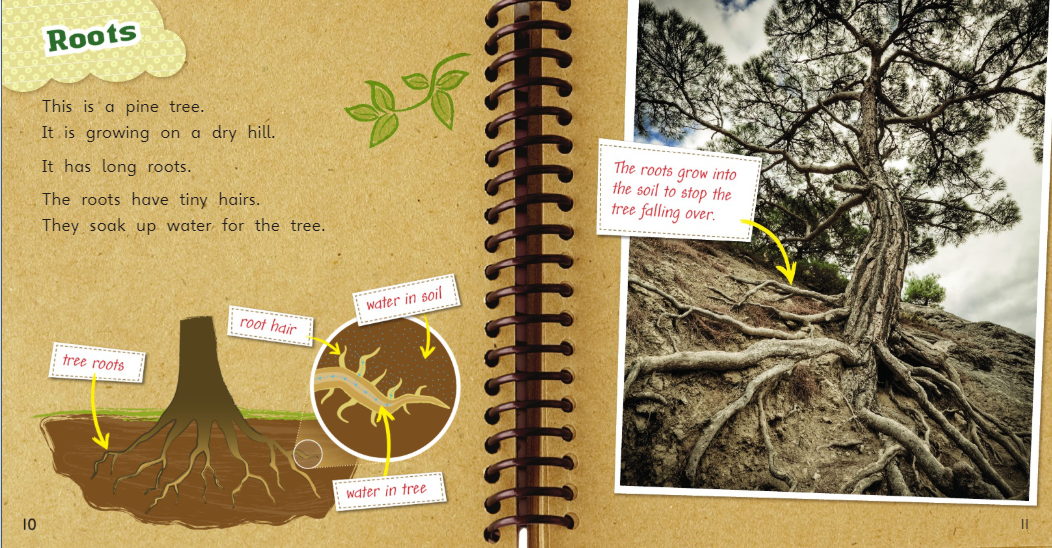 Roots
This is a pine tree.
It is growing on a dry hill.
It has long roots.
The roots have tiny hairs.
They soak up water for the tree.
tree roots
root hair
water in soil
water in tree
10
The roots grow into
the soil to stop the
tree falling over.
11